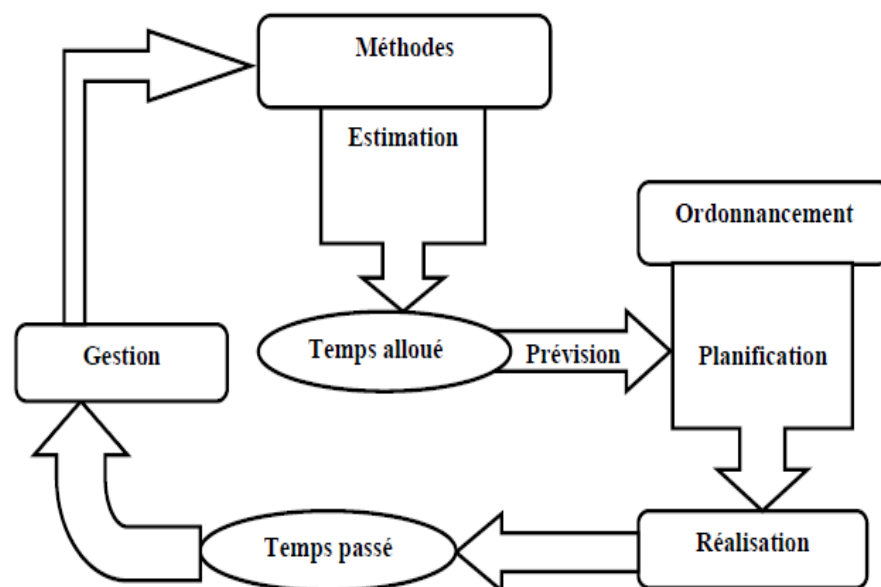 Méthodes
Estimation
Ordonnancement
Temps alloué
Prévision
Planification
Gestion
Temps passé
Réalisation